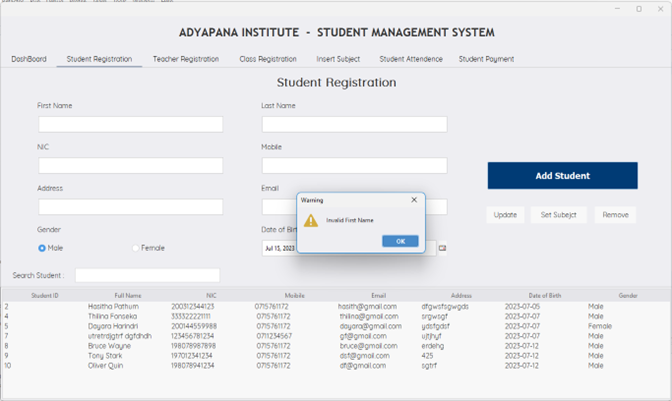 ADYAPANA INSTITUTE - STUDENT MANAGEMENT SYSTEM
DashBoard Student Registration Teacher Registration Class Registration Insert Subject Student Attendence Student Payment
Student Registration
First Name Last Name
NIC Mobile
Add Student
Address Email
Warning
Invalid First Name
OK
Update Set Subejct Remove
Gender Date of Birt
Male Female Jul 15, 2023
Search Student :
Student ID Full Name NIC Mobile Email Address Date of Birth Gender
2 Hasitha Pathum 200312344123 0715761172 hasith@gmail.com dfgwsfsgwgds 2023-07-05 Male
4 Thilina Fonseka 333322221111 0715761172 thilina@gmail.com srgwsgf 2023-07-07 Male
5 Dayara Harindri 200144559988 0715761172 dayara@gmail.com ydsfgdsf 2023-07-07 Female
7 utretrdjgtrf dgfdhdh 123456781234 0711234567 gf@gmail.com ujtjhyf 2023-07-07 Male
8 Bruce Wayne 198078987898 0715761172 bruce@gmail.com erdehg 2023-07-12 Male
9 Tony Stark 197012341234 0715761172 dsf@gmail.com 425 2023-07-12 Male
10 Oliver Quin 198078941234 0715761172 df@gmail.com sgtrf 2023-07-12 Male